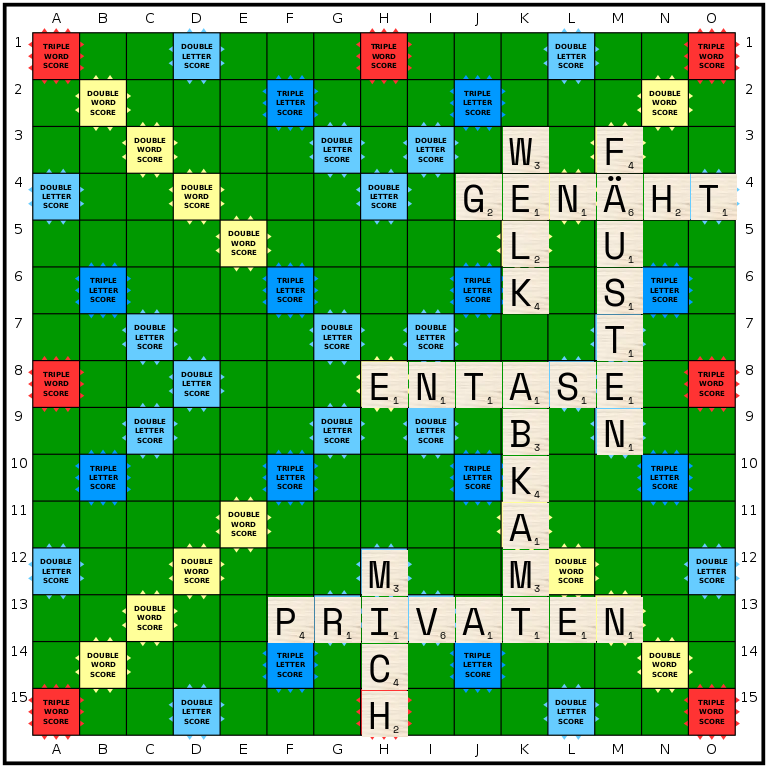 A B C D E F G H I J K L M N O
1 TRIPLE DOUBLE TRIPLE DOUBLE TRIPLE 1
WORD LETTER WORD LETTER WORD
SCORE SCORE SCORE SCORE SCORE
2 DOUBLE TRIPLE TRIPLE DOUBLE 2
WORD LETTER LETTER WORD
SCORE SCORE SCORE SCORE
3 DOUBLE DOUBLE DOUBLE 3
WORD LETTER LETTER W3 F4
SCORE SCORE SCORE
4 DOUBLE DOUBLE DOUBLE 4
LETTER WORD LETTER G2 E1 N1 Ä6 H2 T1
SCORE SCORE SCORE
5 DOUBLE 5
WORD L2 U1
SCORE
6 TRIPLE TRIPLE TRIPLE TRIPLE 6
LETTER LETTER LETTER K4 S1 LETTER
SCORE SCORE SCORE SCORE
7 DOUBLE DOUBLE DOUBLE 7
LETTER LETTER LETTER T1
SCORE SCORE SCORE
8 TRIPLE DOUBLE TRIPLE 8
WORD LETTER E1 N1 T1 A1 S1 E1 WORD
SCORE SCORE SCORE
9 DOUBLE DOUBLE DOUBLE 9
LETTER LETTER LETTER B3 N1
SCORE SCORE SCORE
10 TRIPLE TRIPLE TRIPLE TRIPLE 10
LETTER LETTER LETTER K4 LETTER
SCORE SCORE SCORE SCORE
11 DOUBLE 11
WORD A1
SCORE
12 DOUBLE DOUBLE DOUBLE DOUBLE 12
LETTER WORD M3 M3 WORD LETTER
SCORE SCORE SCORE SCORE
13 DOUBLE 13
WORD P4 R1 I1 V6 A1 T1 E1 N1
SCORE
14 DOUBLE TRIPLE TRIPLE DOUBLE 14
WORD LETTER C4 LETTER WORD
SCORE SCORE SCORE SCORE
15 TRIPLE DOUBLE DOUBLE TRIPLE 15
WORD LETTER H2 LETTER WORD
SCORE SCORE SCORE SCORE
A B C D E F G H I J K L M N O